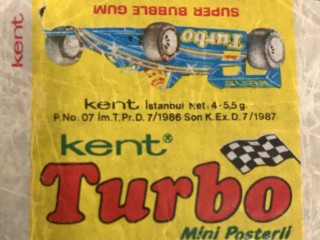 kent
SUPER BUBBLE GUM
Turbo
kent İstanbul Net: 4-5,5 g.
P.No. 07 İm.T.Pr.D. 7/1986 Son K.Ex.D. 7/1987
kent®
Turbo
Mini Posterli